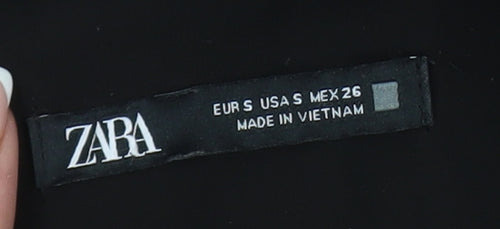 ZARA
EUR S USA S MEX 26
MADE IN VIETNAM